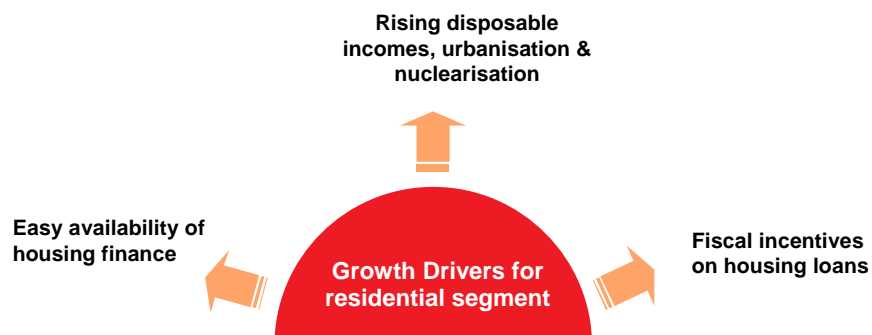 Rising disposable
incomes, urbanisation &
nuclearisation
Easy availability of
housing finance
Growth Drivers for
residential segment
Fiscal incentives
on housing loans